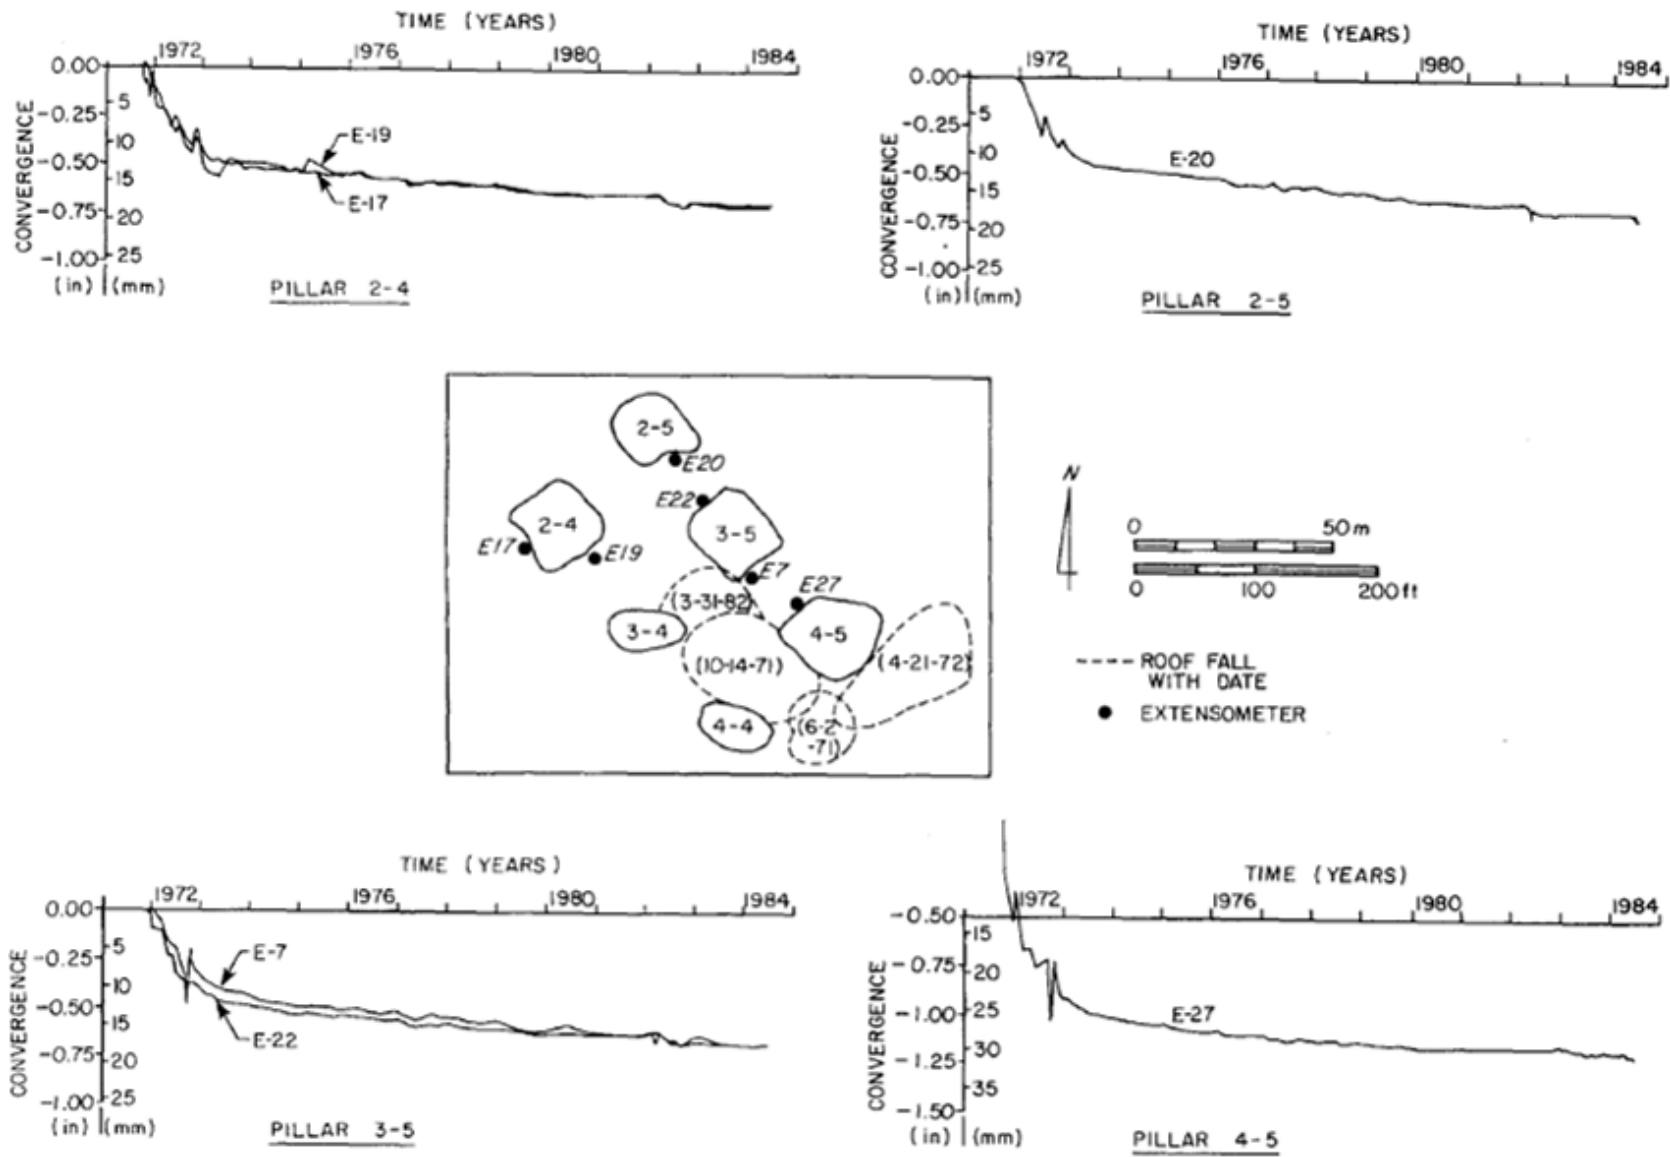 TIME (YEARS)
1972 1976 1980 1984
0.00
-0.25
-0.50
-0.75
-1.00
5
10
15
20
25
CONVERGENCE
E-19
E-17
(in) (mm)
PILLAR 2-4
TIME (YEARS)
1972 1976 1980 1984
0.00
-0.25
-0.50
-0.75
-1.00
5
10
15
20
25
CONVERGENCE
E-20
(in) (mm)
PILLAR 2-5
2-5
E20
E22
2-4
3-5
E17
E19
E7
E27
(3-31-82)
3-4
4-5
(10-14-71)
(4-21-72)
4-4
(6-2
-71)
N
0 50 m
0 100 200 ft
ROOF FALL
WITH DATE
EXTENSOMETER
TIME (YEARS)
1972 1976 1980 1984
0.00
-0.25
-0.50
-0.75
-1.00
5
10
15
20
25
CONVERGENCE
E-7
E-22
(in) (mm)
PILLAR 3-5
TIME (YEARS)
1972 1976 1980 1984
-0.50
-0.75
-1.00
-1.25
-1.50
15
20
25
30
35
CONVERGENCE
E-27
(in) (mm)
PILLAR 4-5